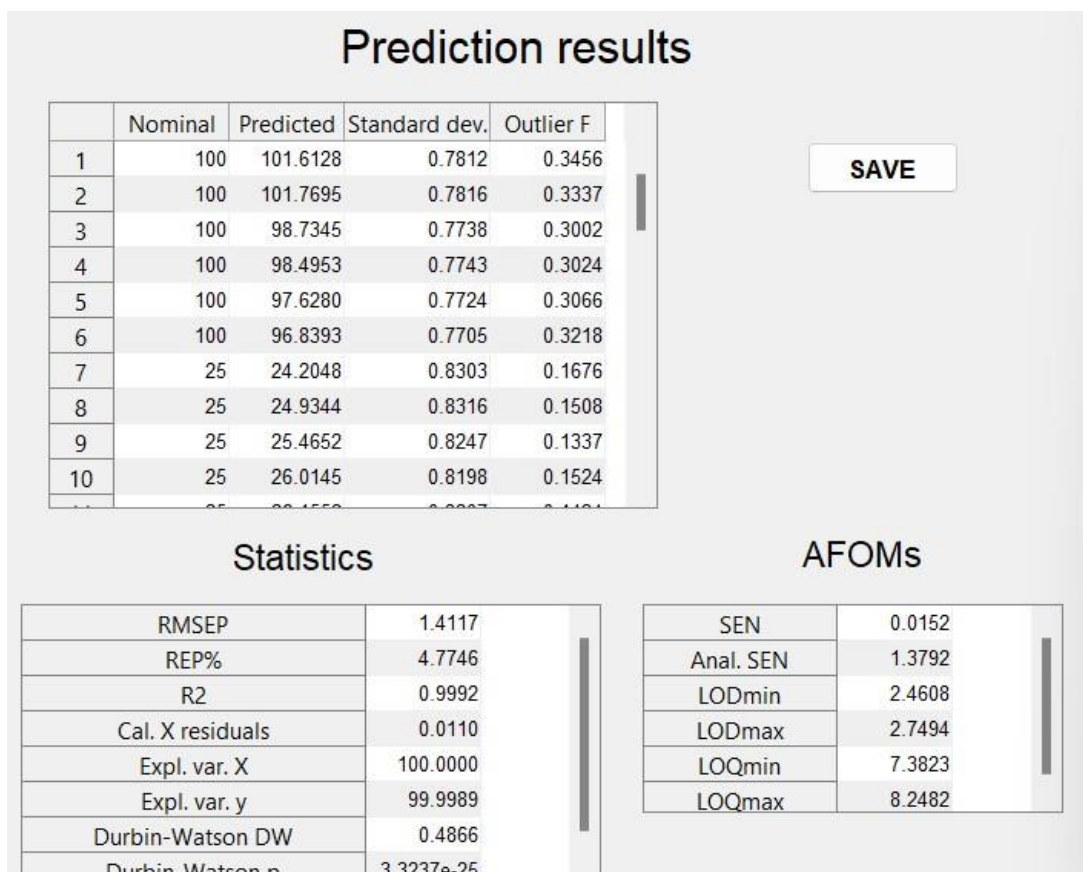 Prediction results
Nominal Predicted Standard dev. Outlier F
1 100 101.6128 0.7812 0.3456
SAVE
2 100 101.7695 0.7816 0.3337
3 100 98.7345 0.7738 0.3002
4 100 98.4953 0.7743 0.3024
5 100 97.6280 0.7724 0.3066
6 100 96.8393 0.7705 0.3218
7 25 24.2048 0.8303 0.1676
8 25 24.9344 0.8316 0.1508
9 25 25.4652 0.8247 0.1337
10 25 26.0145 0.8198 0.1524
Statistics
RMSEP 1.4117
REP% 4.7746
R2 0.9992
Cal. X residuals 0.0110
Expl. var. X 100.0000
Expl. var. y 99.9989
Durbin-Watson DW 0.4866
Durbin-Watson p 3.3237e-25
AFOMs
SEN 0.0152
Anal. SEN 1.3792
LODmin 2.4608
LODmax 2.7494
LOQmin 7.3823
LOQmax 8.2482